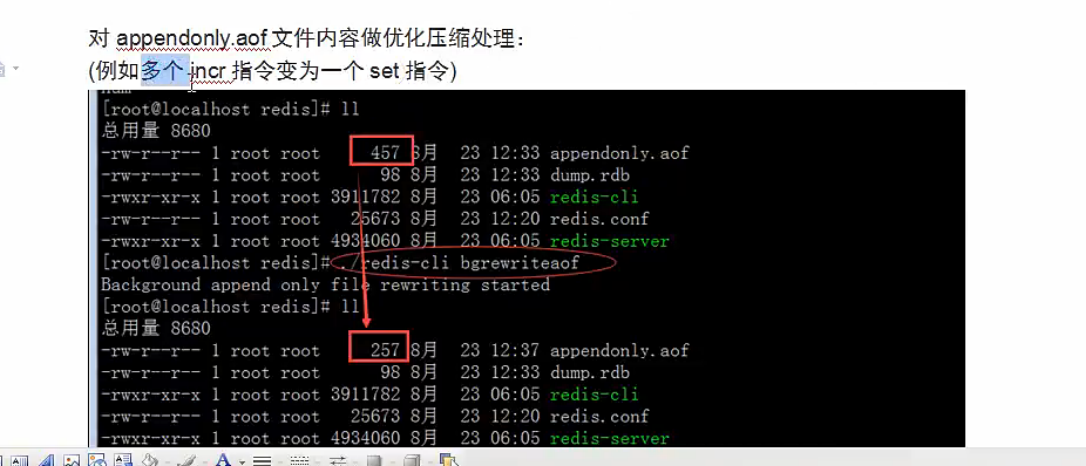 对 appendonly.aof 文件内容做优化压缩处理：
(例如多个 incr 指令变为一个 set 指令)
[root@localhost redis]# ll
总用量 8680
-rw-r--r-- 1 root root 457 8月 23 12:33 appendonly.aof
-rw-r--r-- 1 root root 98 8月 23 12:33 dump.rdb
-rwxr-xr-x 1 root root 3911782 8月 23 06:05 redis-cli
-rw-r--r-- 1 root root 25673 8月 23 12:20 redis.conf
-rwxr-xr-x 1 root root 4934060 8月 23 06:05 redis-server
[root@localhost redis]# ./redis-cli bgrewriteaof
Background append only file rewriting started
[root@localhost redis]# ll
总用量 8680
-rw-r--r-- 1 root root 257 8月 23 12:37 appendonly.aof
-rw-r--r-- 1 root root 98 8月 23 12:33 dump.rdb
-rwxr-xr-x 1 root root 3911782 8月 23 06:05 redis-cli
-rw-r--r-- 1 root root 25673 8月 23 12:20 redis.conf
-rwxr-xr-x 1 root root 4934060 8月 23 06:05 redis-server